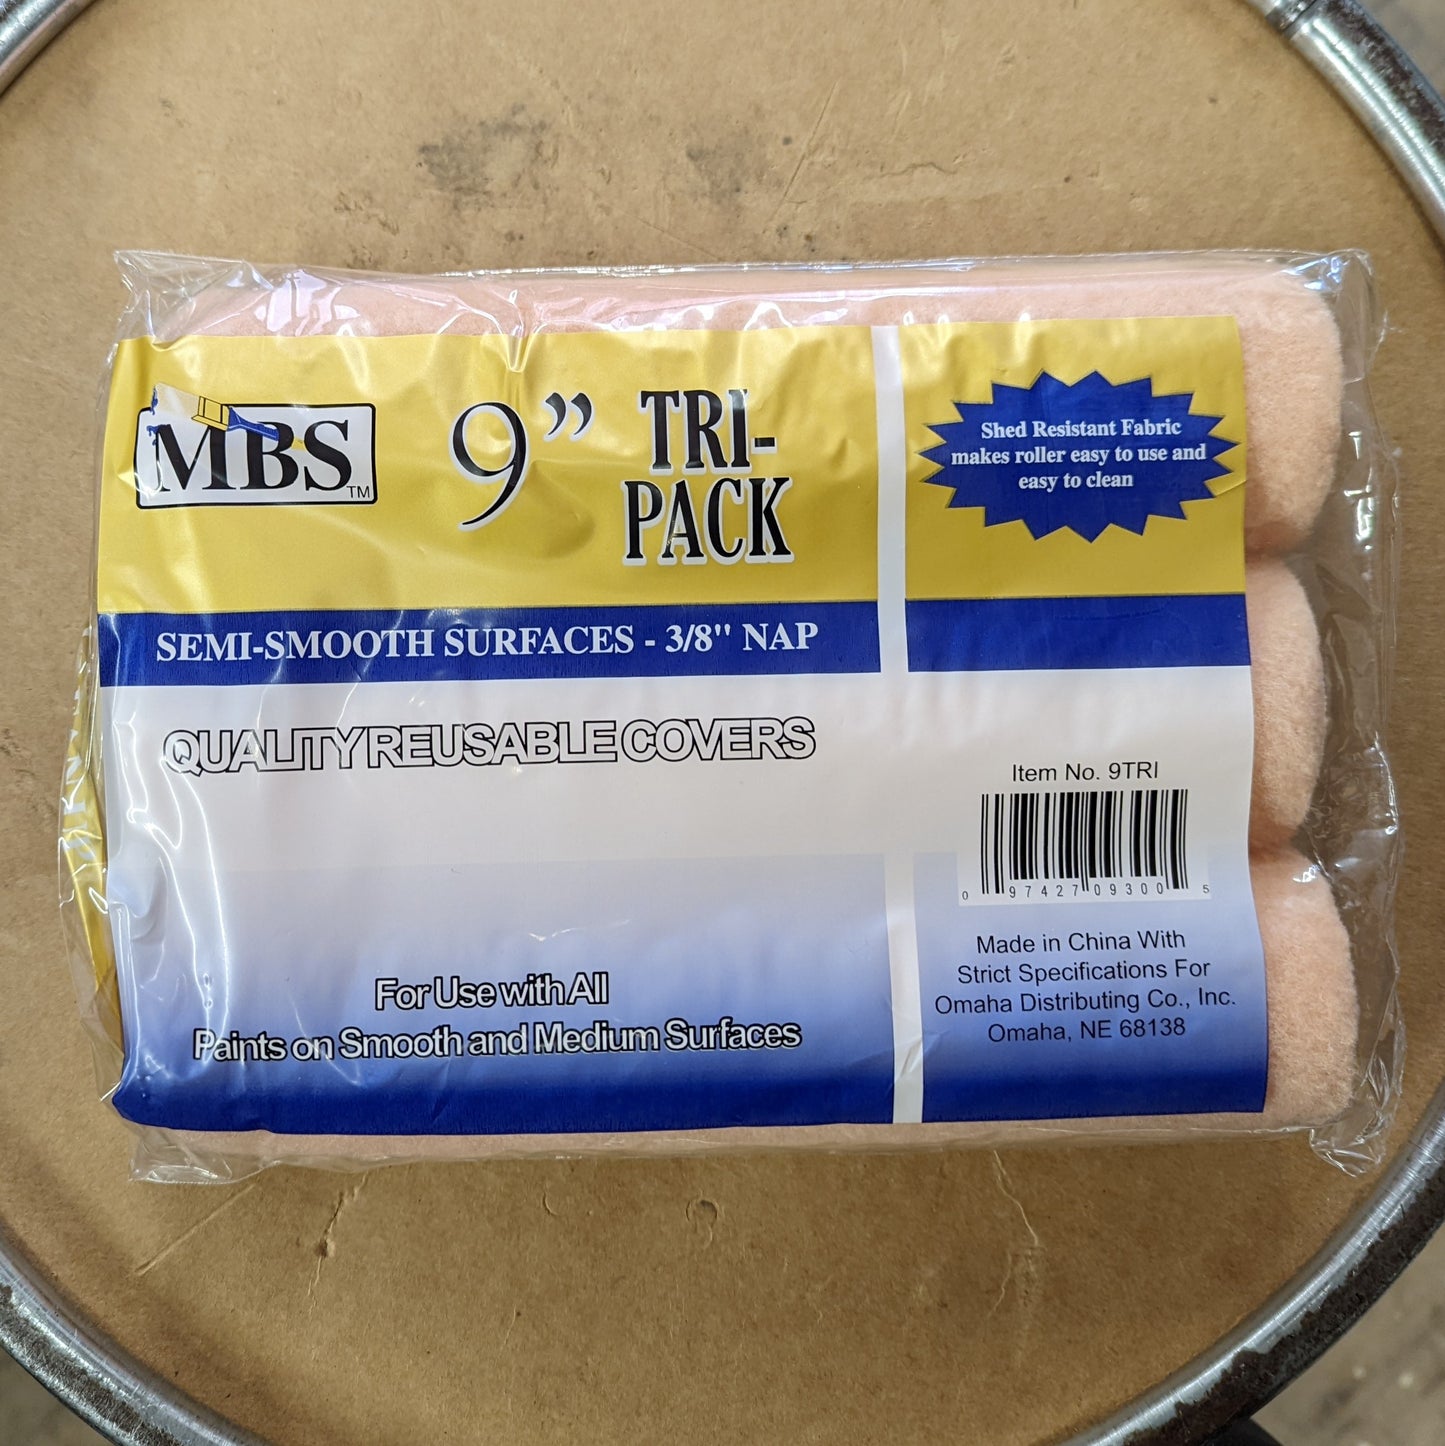 MBS
TM
9” TRI-
PACK
Shed Resistant Fabric
makes roller easy to use and
easy to clean
SEMI-SMOOTH SURFACES - 3/8" NAP
QUALITY REUSABLE COVERS
Item No. 9TRI
0 97427 09300 5
For Use with All
Paints on Smooth and Medium Surfaces
Made in China With
Strict Specifications For
Omaha Distributing Co., Inc.
Omaha, NE 68138